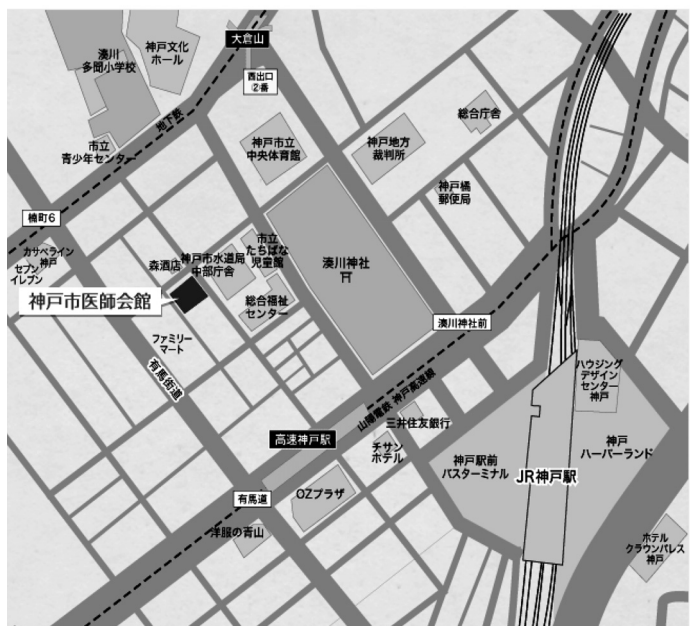 大倉山
西出口
②番
湊川
多聞小学校
神戸文化
ホール
地下鉄
市立
青少年センター
神戸市立
中央体育館
神戸地方
裁判所
総合庁舎
神戸橘
郵便局
楠町6
カサベライン
神戸
セブン
イレブン
森酒店
神戸市水道局
中部庁舎
市立
たちばな
児童館
湊川神社
総合福祉
センター
神戸市医師会館
ファミリー
マート
有馬街道
湊川神社前
山陽電鉄 神戸高速線
高速神戸駅
三井住友銀行
チサン
ホテル
有馬道
OZプラザ
洋服の青山
神戸駅前
バスターミナル
JR神戸駅
ハウジング
デザイン
センター
神戸
神戸
ハーバーランド
ホテル
クラウンパレス
神戸